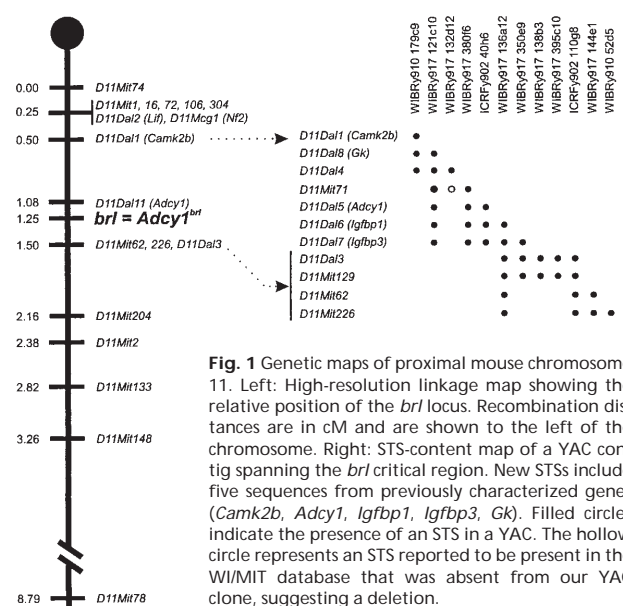 WIBRy910 179c9
WIBRy917 121c10
WIBRy917 132d12
WIBRy917 380f6
ICRFy902 40h6
WIBRy917 136a12
WIBRy917 350e9
WIBRy917 138b3
WIBRy917 395c10
ICRFy902 110g8
WIBRy917 144e1
WIBRy910 52d5
0.00 D11Mit74
0.25 D11Mit1, 16, 72, 106, 304
D11Dal2 (Lif), D11Mcg1 (Nf2)
0.50 D11Dal1 (Camk2b)
1.08 D11Dal11 (Adcy1)
1.25 brl = Adcy1brl
1.50 D11Mit62, 226, D11Dal3
2.16 D11Mit204
2.38 D11Mit2
2.82 D11Mit133
3.26 D11Mit148
8.79 D11Mit78
D11Dal1 (Camk2b)
D11Dal8 (Gk)
D11Dal4
D11Mit71
D11Dal5 (Adcy1)
D11Dal6 (Igfbp1)
D11Dal7 (Igfbp3)
D11Dal3
D11Mit129
D11Mit62
D11Mit226
Fig. 1 Genetic maps of proximal mouse chromosome
11. Left: High-resolution linkage map showing the
relative position of the brl locus. Recombination dis
tances are in cM and are shown to the left of the
chromosome. Right: STS-content map of a YAC con
tig spanning the brl critical region. New STSs includ
five sequences from previously characterized gene
(Camk2b, Adcy1, Igfbp1, Igfbp3, Gk). Filled circle
indicate the presence of an STS in a YAC. The hollow
circle represents an STS reported to be present in the
WI/MIT database that was absent from our YAC
clone, suggesting a deletion.